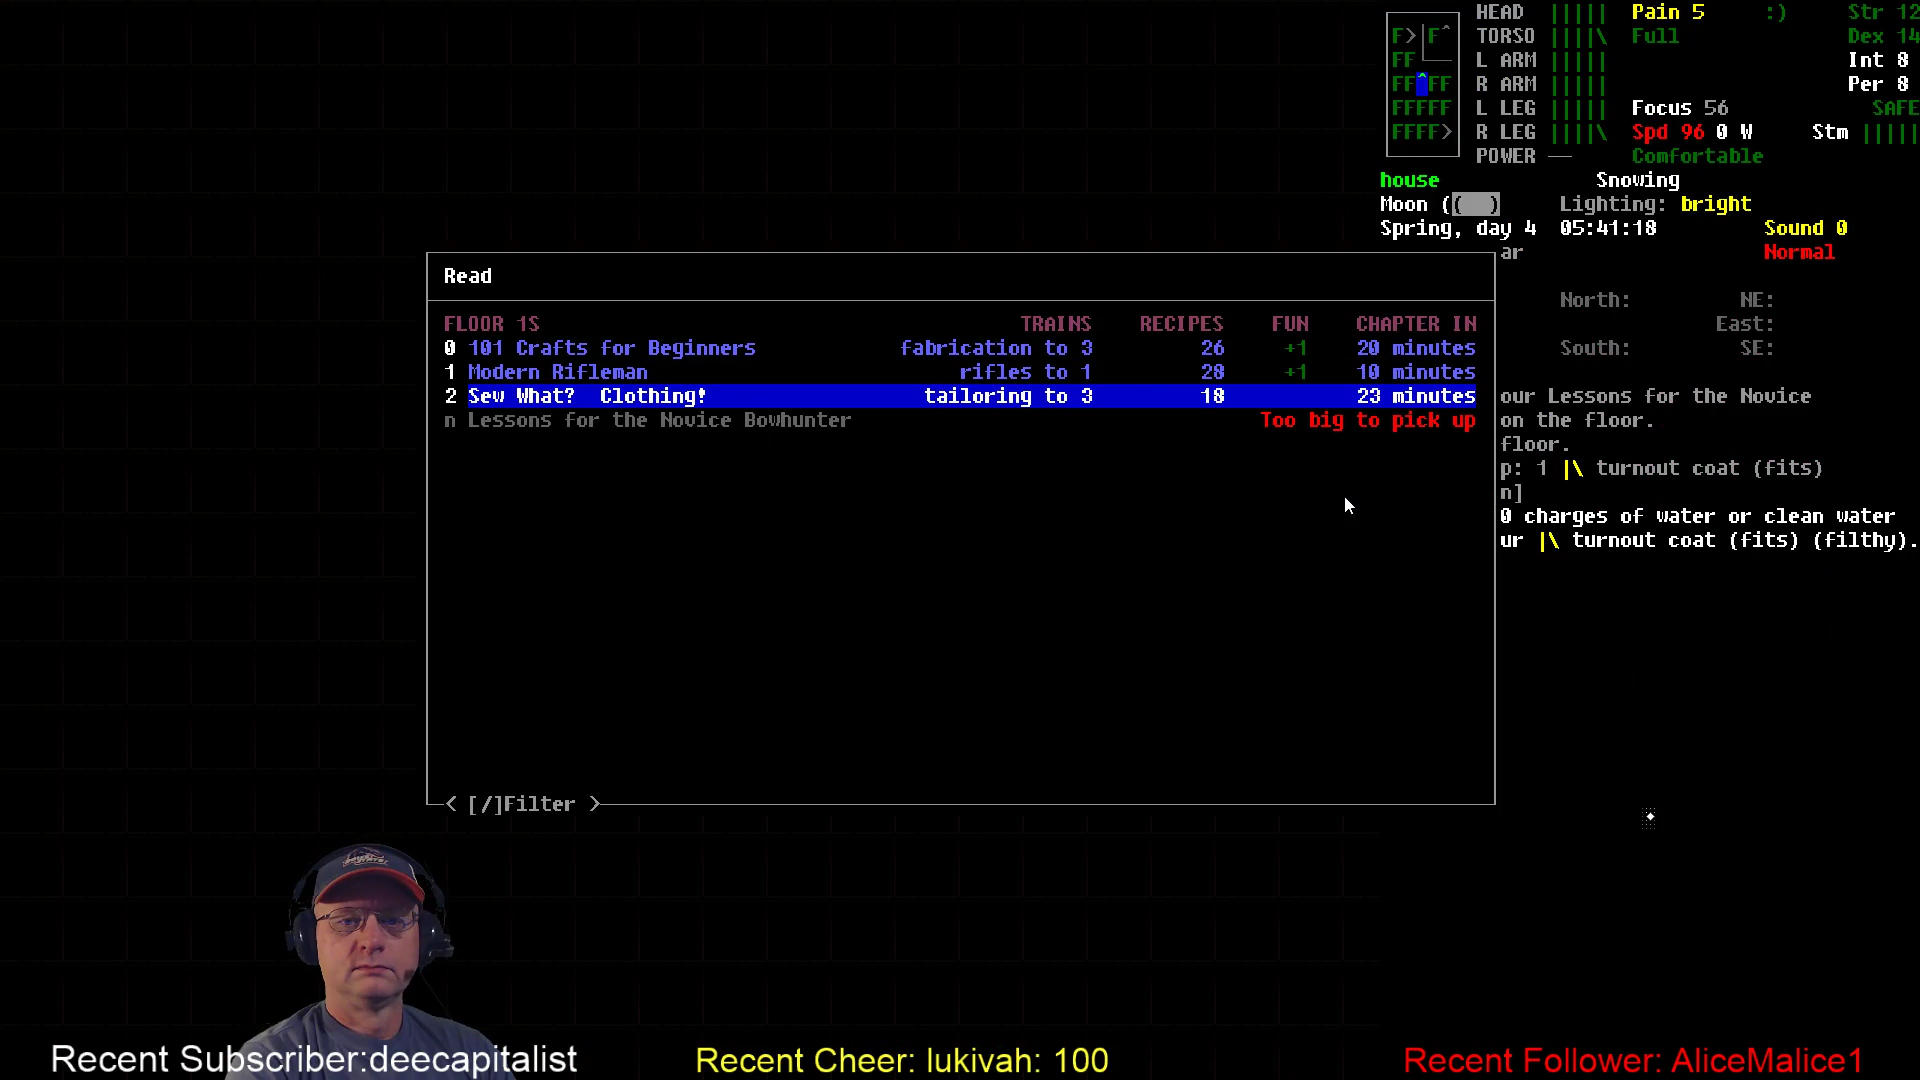 HEAD ||||| Pain 5 :) Str 12
F> F^ TORSO ||||\ Full Dex 14
FF L ARM ||||| Int 8
FF^FF R ARM ||||| Per 8
FFFFF L LEG ||||| Focus 56 SAFE
FFFF> R LEG ||||\ Spd 96 0 W Stm |||||
POWER — Comfortable
house Snowing
Moon (( ) Lighting: bright
Spring, day 4 05:41:18 Sound 0
ar Normal
Read
North: NE:
FLOOR 1S TRAINS RECIPES FUN CHAPTER IN East:
0 101 Crafts for Beginners fabrication to 3 26 +1 20 minutes South: SE:
1 Modern Rifleman rifles to 1 28 +1 10 minutes
2 Sew What? Clothing! tailoring to 3 18 23 minutes our Lessons for the Novice
n Lessons for the Novice Bowhunter Too big to pick up on the floor.
floor.
p: 1 |\ turnout coat (fits)
n]
0 charges of water or clean water
ur |\ turnout coat (fits) (filthy).
< [/]Filter >
Recent Subscriber:deecapitalist Recent Cheer: lukivah: 100 Recent Follower: AliceMalice1